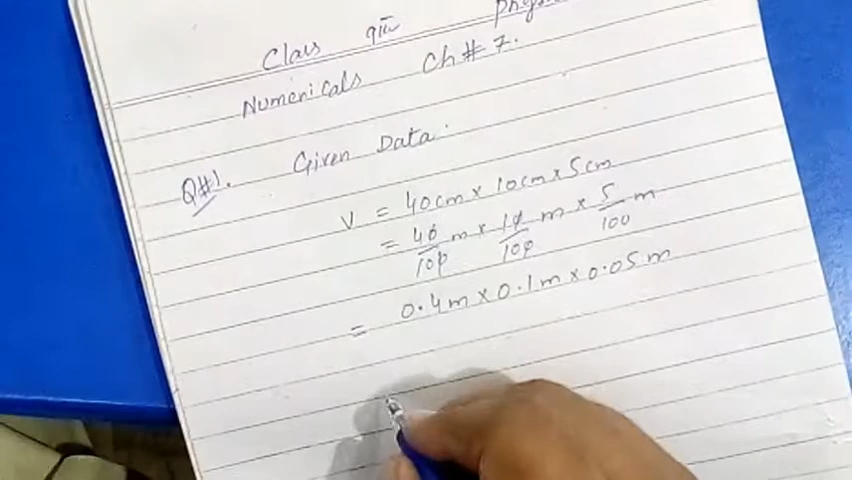 Class 9th Physi
Numericals Ch # 7.
Q#1. Given Data.
V = 40cm × 10cm × 5cm
= 40/100 m × 10/100 m × 5/100 m
= 0.4m × 0.1m × 0.05m